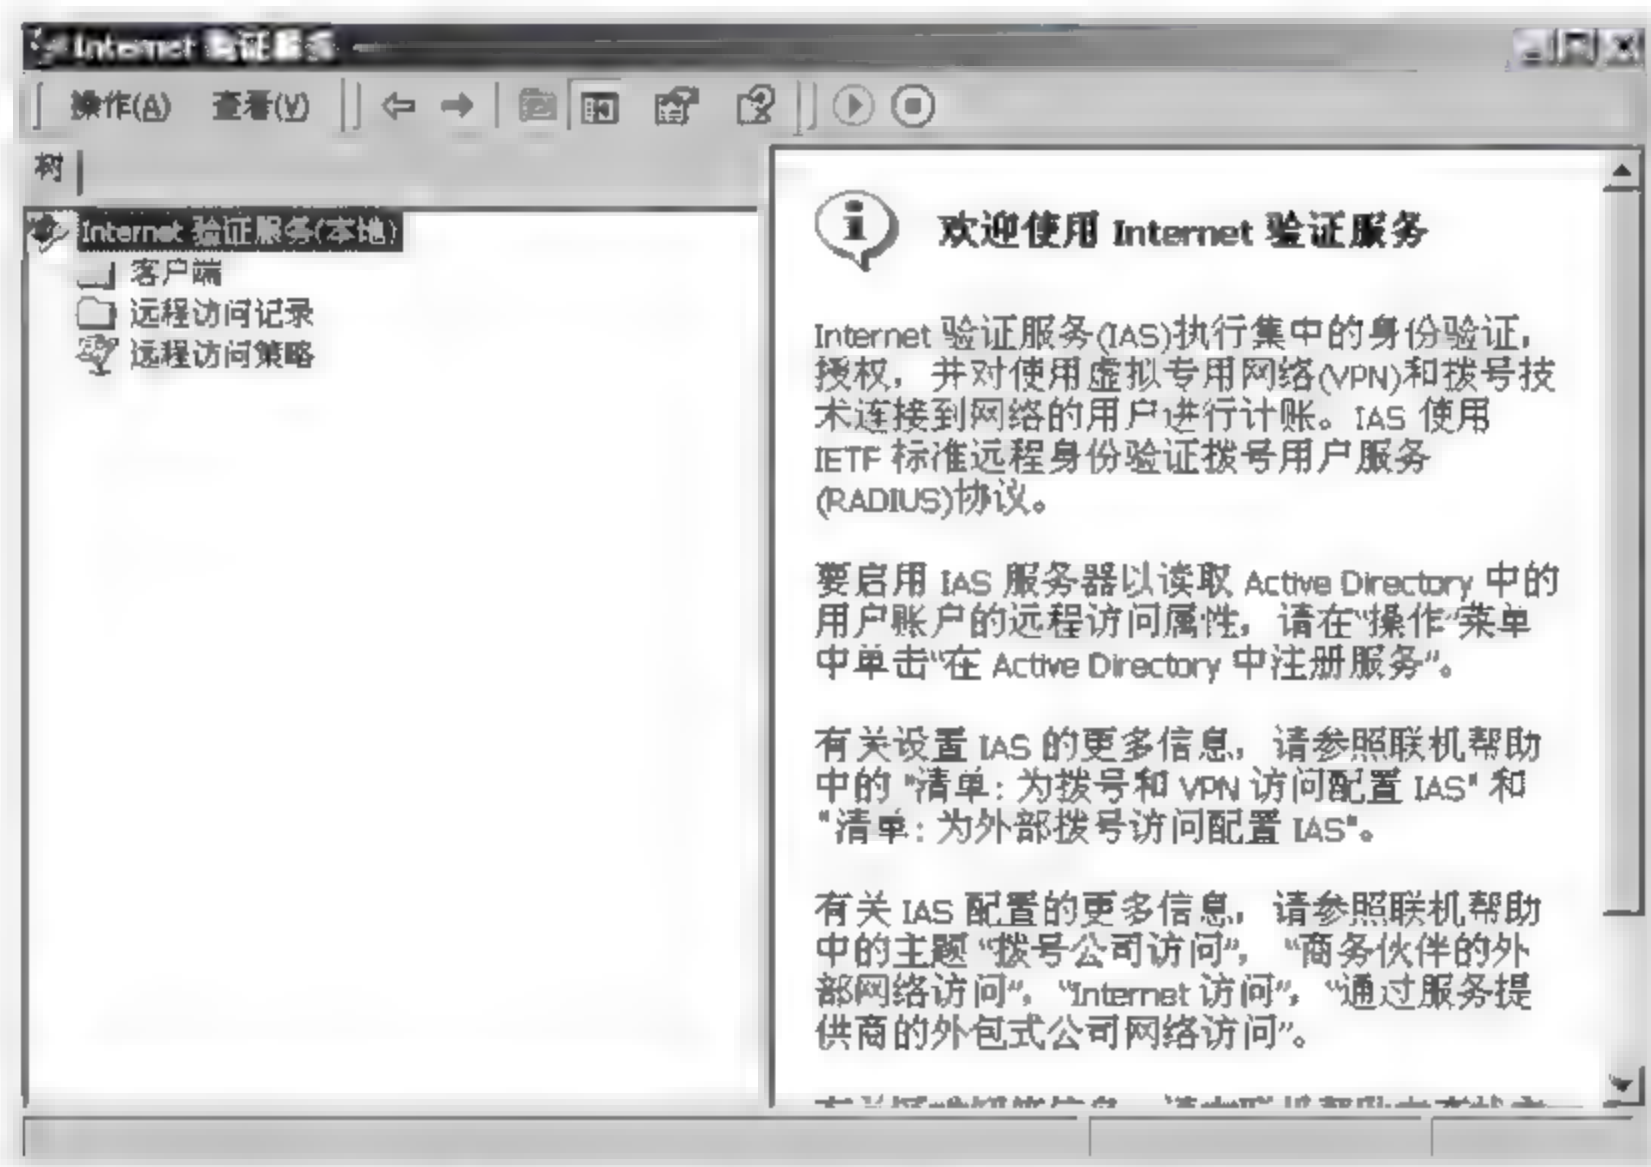 Internet 验证服务
操作(A) 查看(V)
树
Internet 验证服务(本地)
客户端
远程访问记录
远程访问策略
欢迎使用 Internet 验证服务
Internet 验证服务(IAS)执行集中的身份验证,
授权，并对使用虚拟专用网络(VPN)和拨号技
术连接到网络的用户进行计账。IAS 使用
IETF 标准远程身份验证拨号用户服务
(RADIUS)协议。
要启用 IAS 服务器以读取 Active Directory 中的
用户账户的远程访问属性，请在“操作”菜单
中单击“在 Active Directory 中注册服务”。
有关设置 IAS 的更多信息，请参照联机帮助
中的 "清单: 为拨号和 VPN 访问配置 IAS" 和
"清单: 为外部拨号访问配置 IAS"。
有关 IAS 配置的更多信息，请参照联机帮助
中的主题 “拨号公司访问”，“商务伙伴的外
部网络访问”，“Internet 访问”，“通过服务提
供商的外包式公司网络访问”。